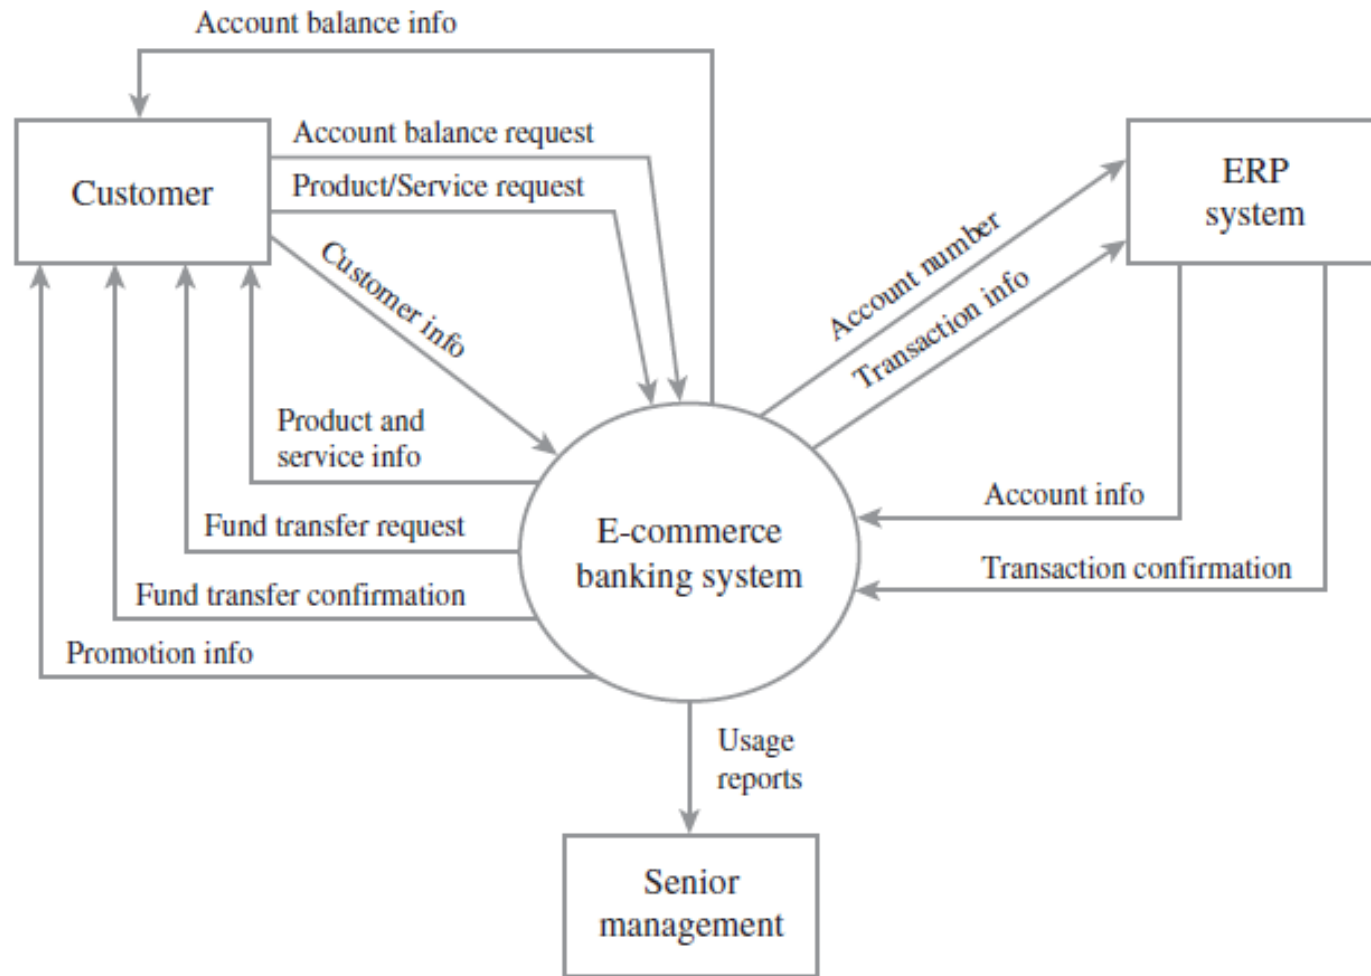 Account balance info
Account balance request
Customer
Product/Service request
ERP
system
Customer info
Account number
Transaction info
Product and
service info
Account info
Fund transfer request
E-commerce
banking system
Transaction confirmation
Fund transfer confirmation
Promotion info
Usage
reports
Senior
management